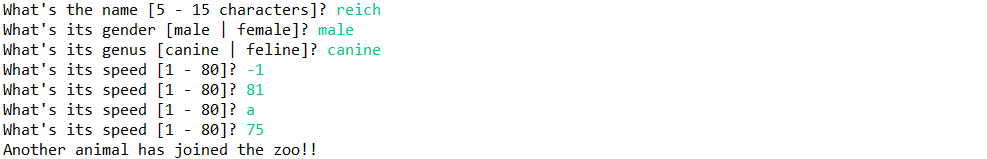 What's the name [5 - 15 characters]? reich
What's its gender [male | female]? male
What's its genus [canine | feline]? canine
What's its speed [1 - 80]? -1
What's its speed [1 - 80]? 81
What's its speed [1 - 80]? a
What's its speed [1 - 80]? 75
Another animal has joined the zoo!!